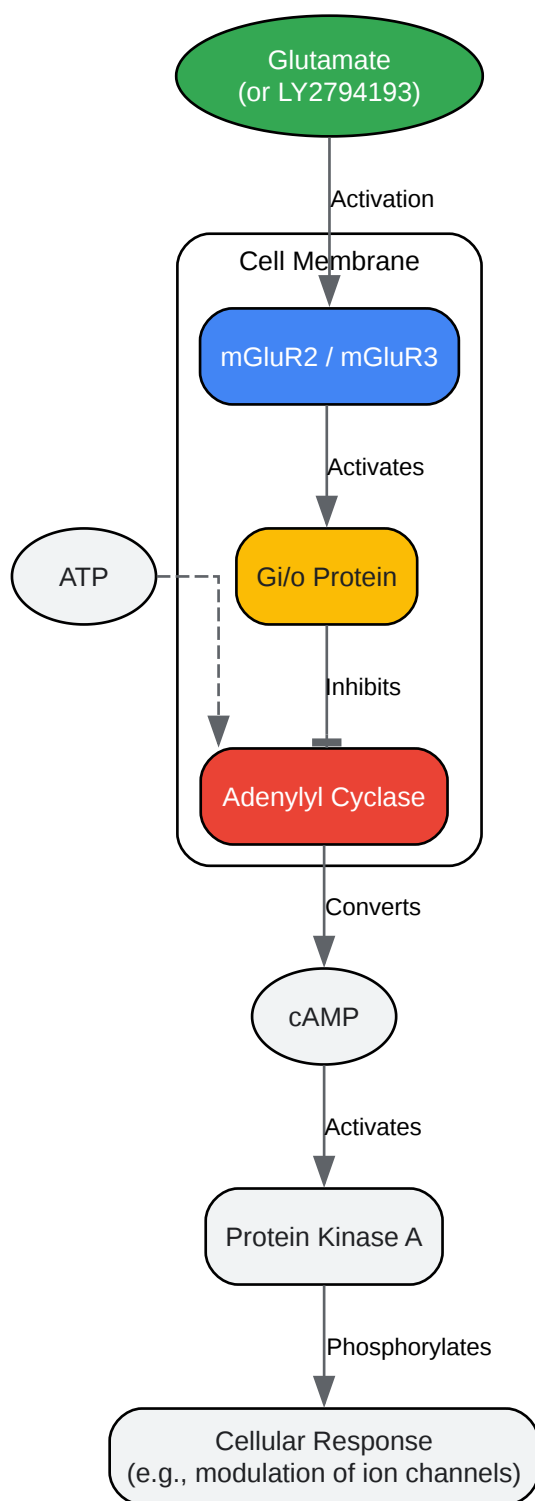 Glutamate
(or LY2794193)
Activation
Cell Membrane
mGluR2 / mGluR3
Activates
ATP
Gi/o Protein
Inhibits
Adenylyl Cyclase
Converts
cAMP
Activates
Protein Kinase A
Phosphorylates
Cellular Response
(e.g., modulation of ion channels)